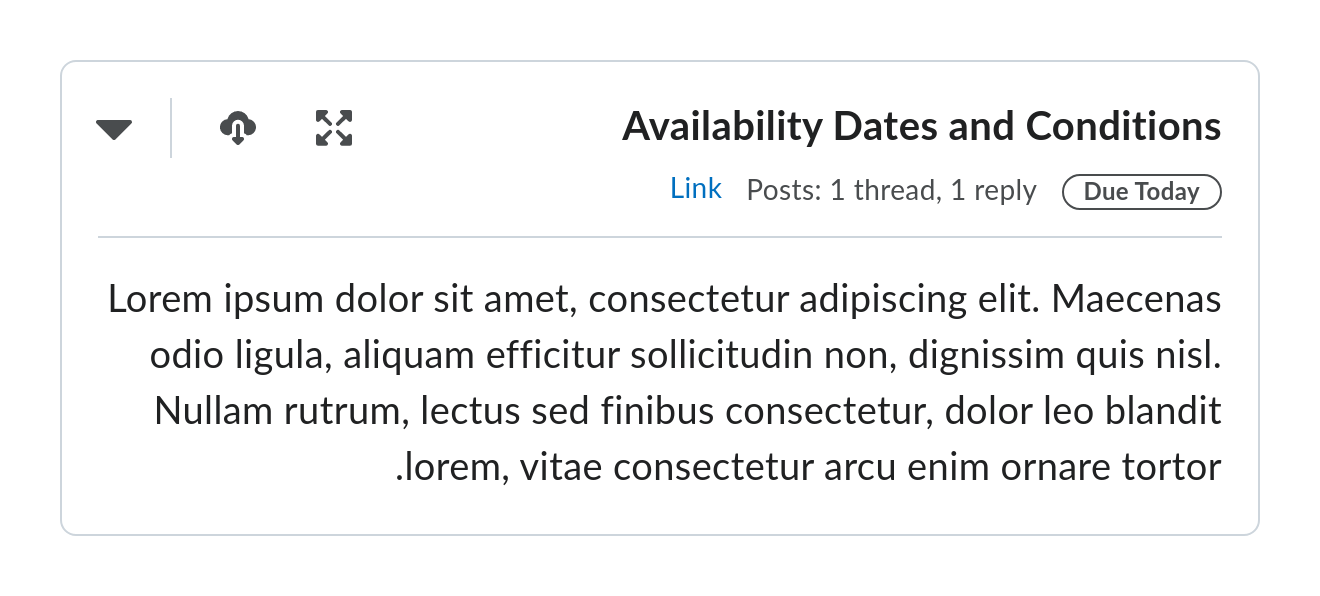 Availability Dates and Conditions
Due Today Posts: 1 thread, 1 reply Link
Lorem ipsum dolor sit amet, consectetur adipiscing elit. Maecenas
odio ligula, aliquam efficitur sollicitudin non, dignissim quis nisl.
Nullam rutrum, lectus sed finibus consectetur, dolor leo blandit
.lorem, vitae consectetur arcu enim ornare tortor